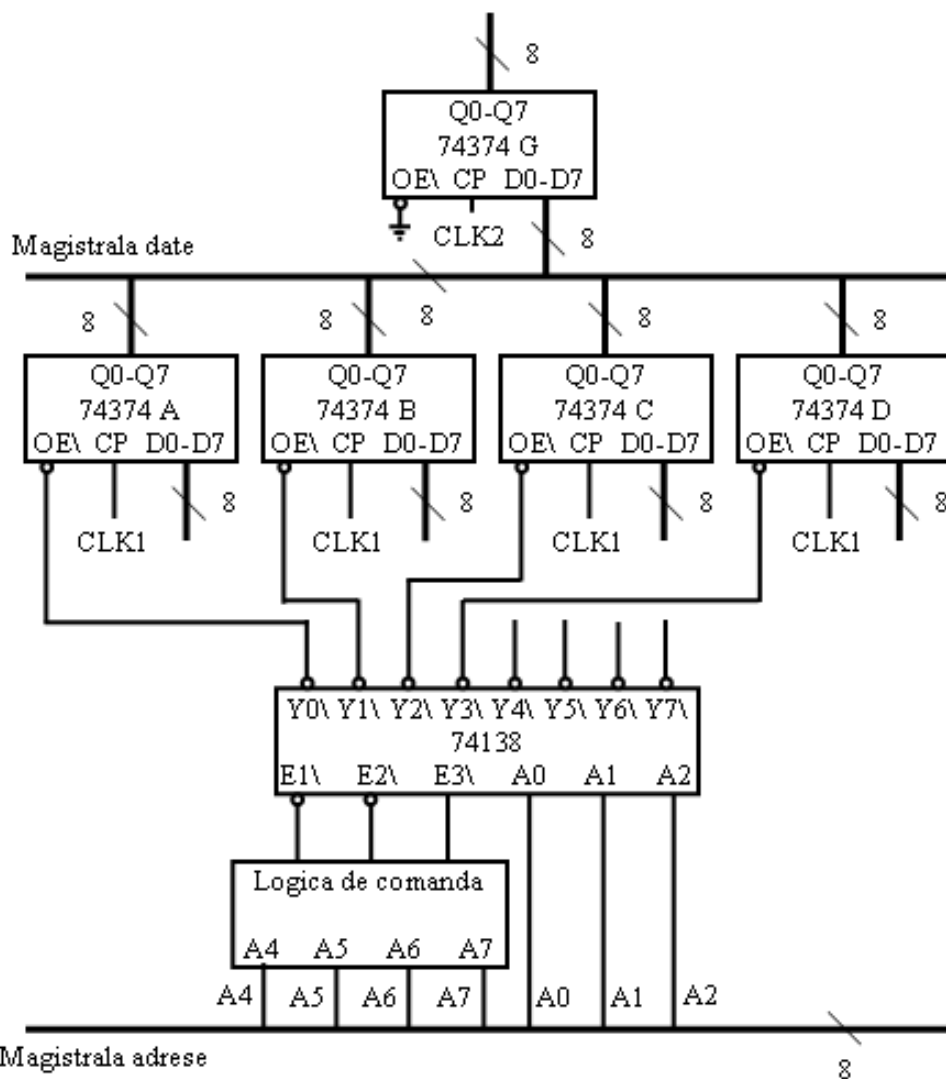 8
Q0-Q7
74374 G
OE\ CP D0-D7
CLK2
8
Magistrala date
8
8
8
8
8
Q0-Q7
Q0-Q7
Q0-Q7
Q0-Q7
74374 A
74374 B
74374 C
74374 D
OE\ CP D0-D7
OE\ CP D0-D7
OE\ CP D0-D7
OE\ CP D0-D7
8
8
8
8
CLK1
CLK1
CLK1
CLK1
Y0\ Y1\ Y2\ Y3\ Y4\ Y5\ Y6\ Y7\
74138
E1\ E2\ E3\ A0 A1 A2
Logica de comanda
A4 A5 A6 A7
A4 A5 A6 A7 A0 A1 A2
Magistrala adrese
8